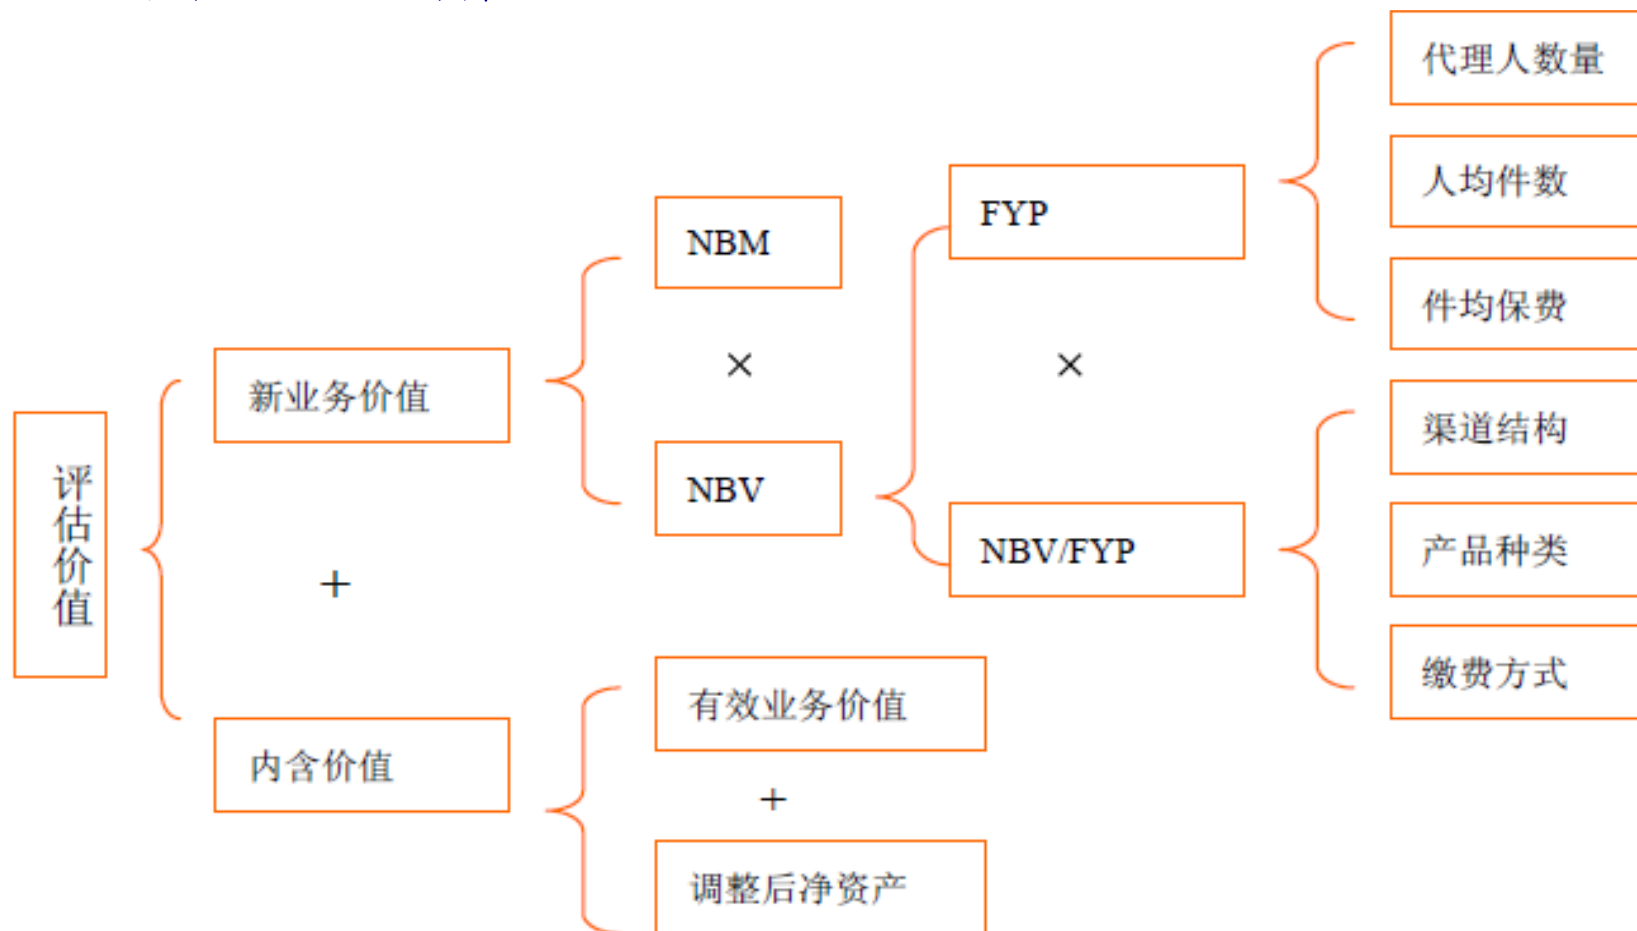 评估价值
新业务价值
+
内含价值
NBM
×
NBV
有效业务价值
+
调整后净资产
FYP
×
NBV/FYP
代理人数量
人均件数
件均保费
渠道结构
产品种类
缴费方式